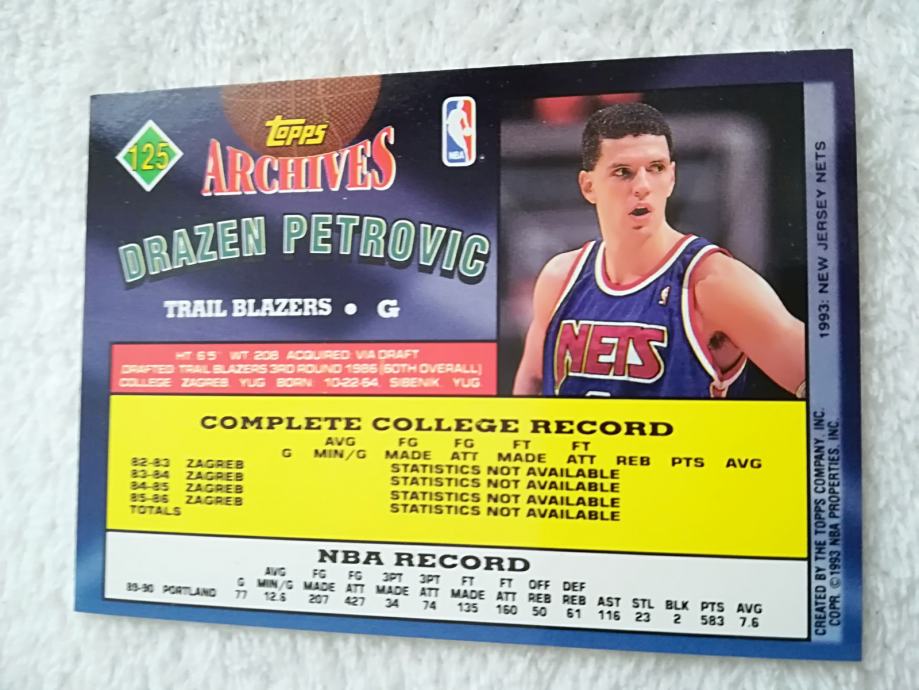 125
TOPPS
ARCHIVES
NBA
DRAZEN PETROVIC
TRAIL BLAZERS • G
HT 6'5" WT 208 ACQUIRED VIA DRAFT
DRAFTED TRAIL BLAZERS 3RD ROUND 1986 (60TH OVERALL)
COLLEGE ZAGREB YUG BORN 10-22-64, SIBENIK, YUG
NETS
1993: NEW JERSEY NETS
COMPLETE COLLEGE RECORD
G AVG MIN/G FG MADE FG ATT FT MADE FT ATT REB PTS AVG
82-83 ZAGREB STATISTICS NOT AVAILABLE
83-84 ZAGREB STATISTICS NOT AVAILABLE
84-85 ZAGREB STATISTICS NOT AVAILABLE
85-86 ZAGREB STATISTICS NOT AVAILABLE
TOTALS
NBA RECORD
G AVG MIN/G FG MADE FG ATT 3PT MADE 3PT ATT FT MADE FT ATT OFF REB DEF REB AST STL BLK PTS AVG
89-90 PORTLAND 77 12.6 207 427 34 74 135 160 50 61 116 23 2 583 7.6
CREATED BY THE TOPPS COMPANY, INC.
COPR. ©1993 NBA PROPERTIES, INC.